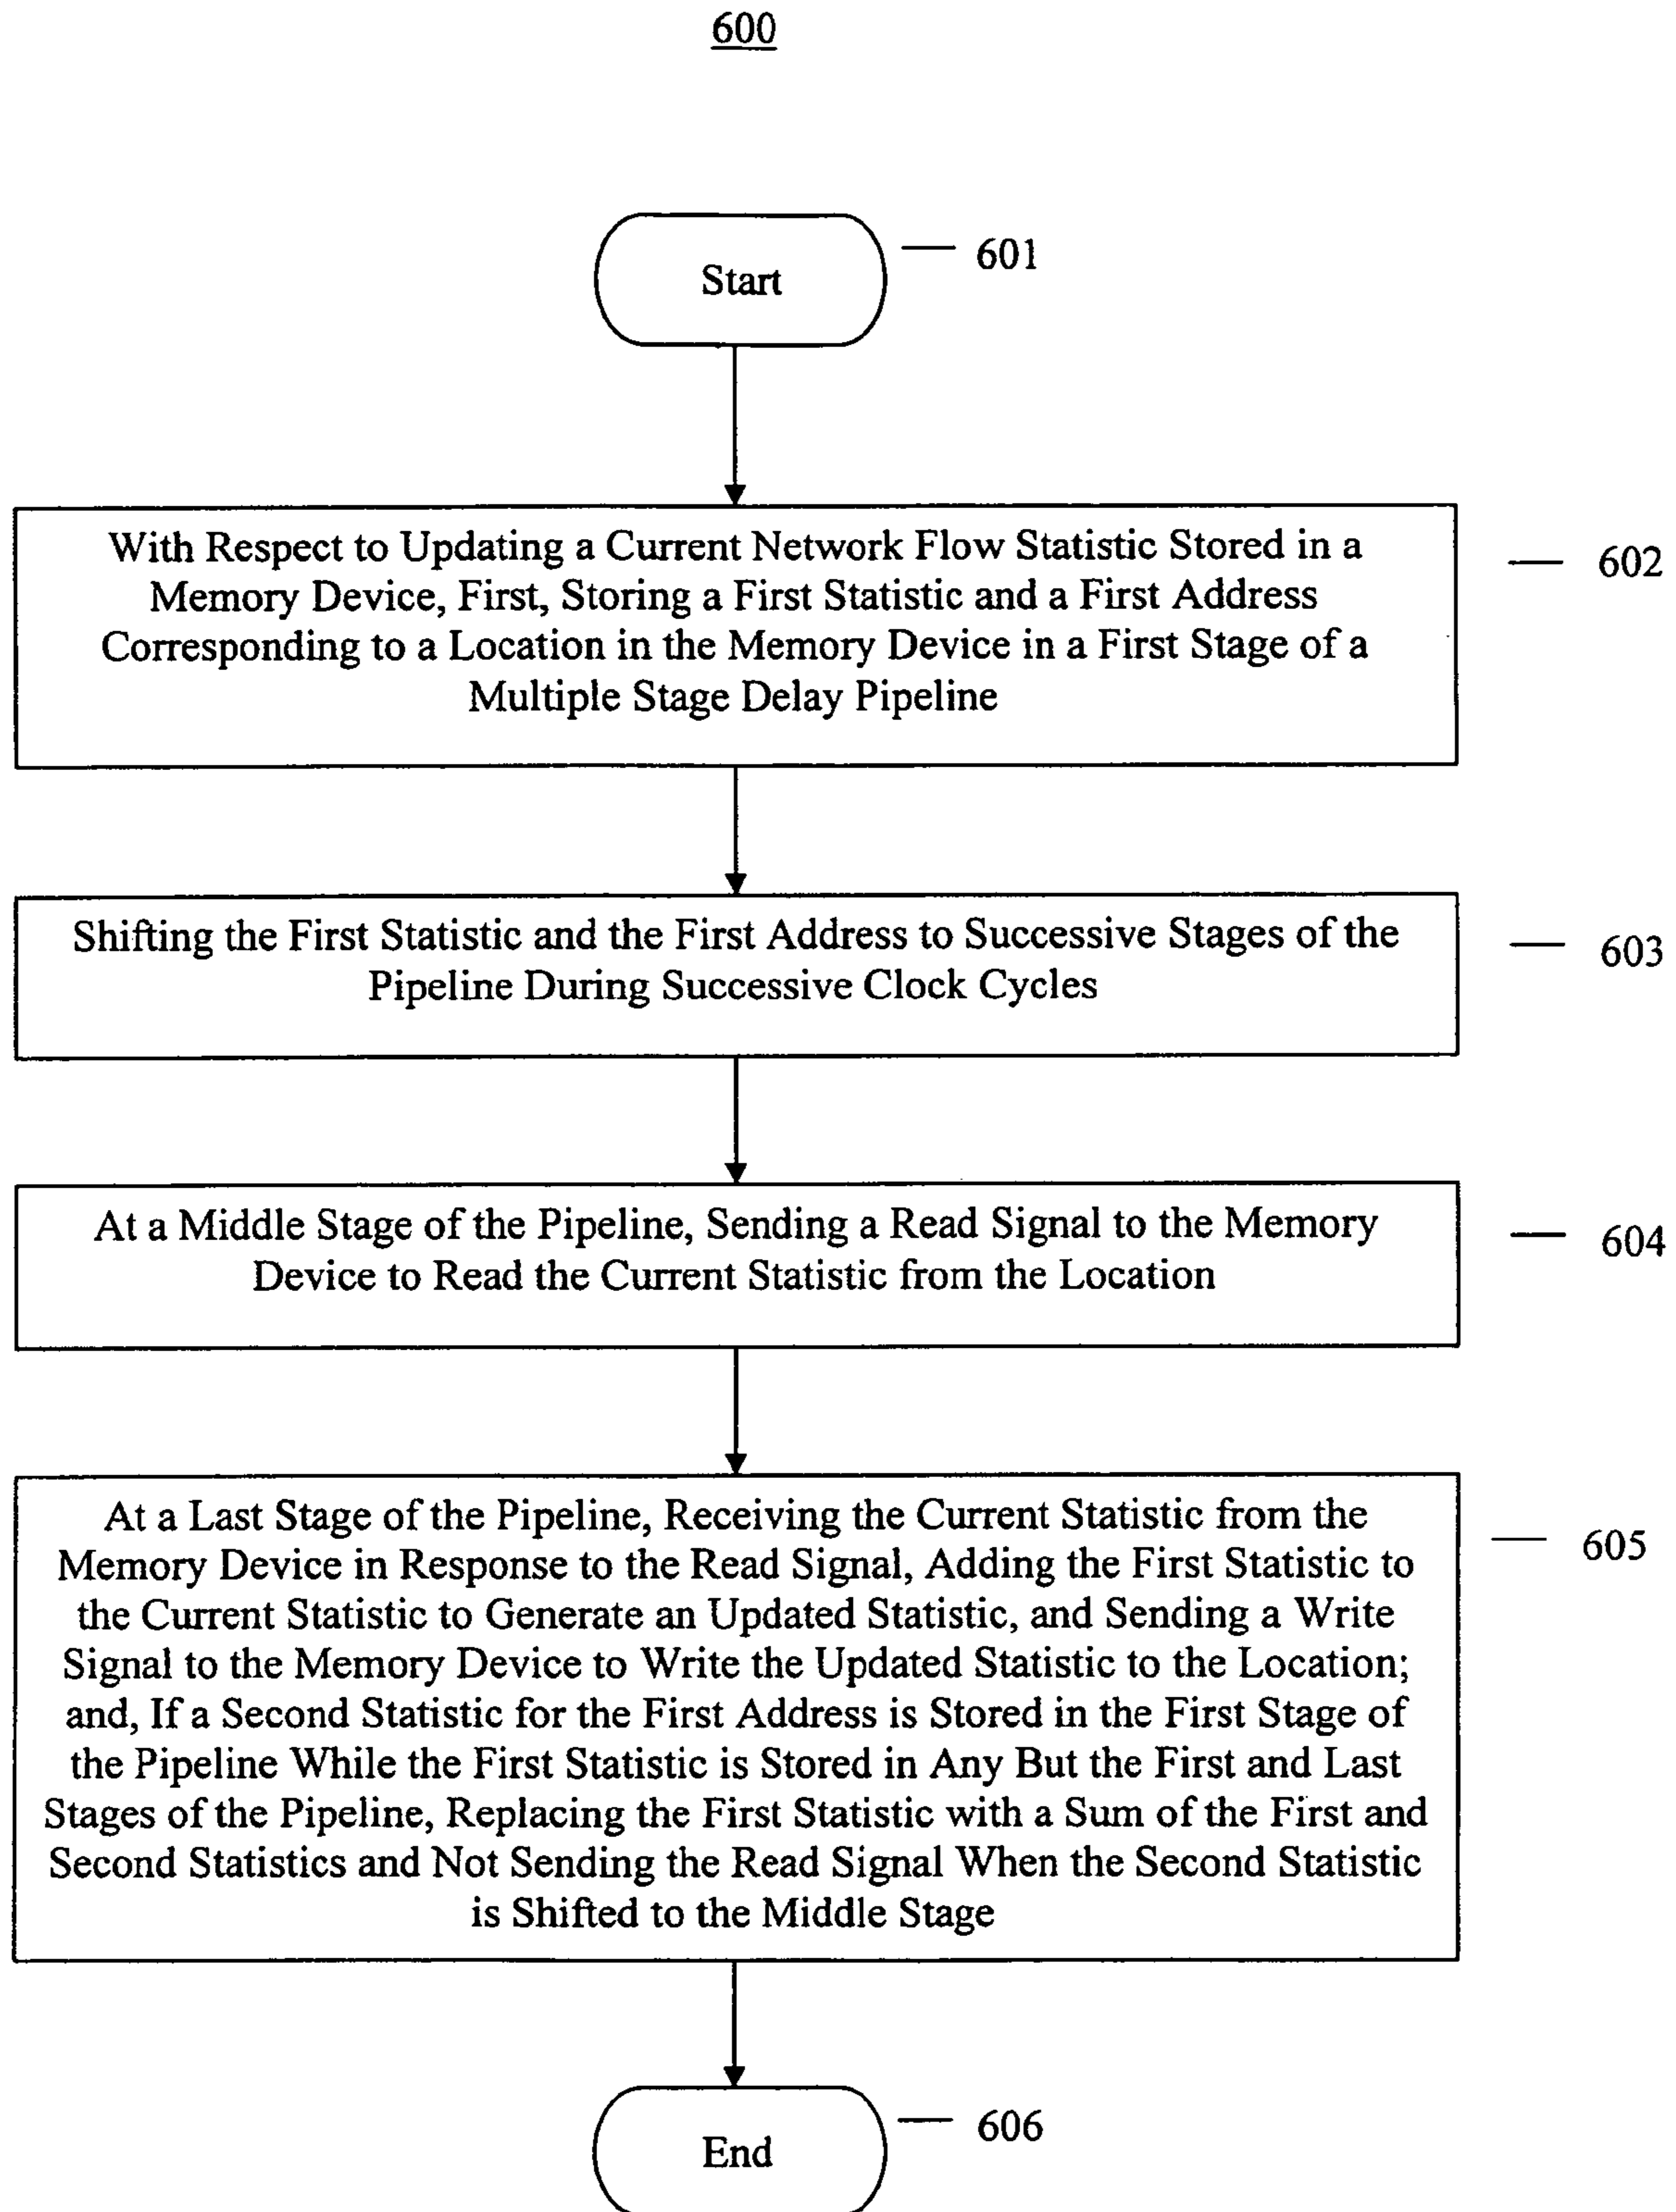 600
Start
601
With Respect to Updating a Current Network Flow Statistic Stored in a
Memory Device, First, Storing a First Statistic and a First Address
Corresponding to a Location in the Memory Device in a First Stage of a
Multiple Stage Delay Pipeline
602
Shifting the First Statistic and the First Address to Successive Stages of the
Pipeline During Successive Clock Cycles
603
At a Middle Stage of the Pipeline, Sending a Read Signal to the Memory
Device to Read the Current Statistic from the Location
604
At a Last Stage of the Pipeline, Receiving the Current Statistic from the
Memory Device in Response to the Read Signal, Adding the First Statistic to
the Current Statistic to Generate an Updated Statistic, and Sending a Write
Signal to the Memory Device to Write the Updated Statistic to the Location;
and, If a Second Statistic for the First Address is Stored in the First Stage of
the Pipeline While the First Statistic is Stored in Any But the First and Last
Stages of the Pipeline, Replacing the First Statistic with a Sum of the First and
Second Statistics and Not Sending the Read Signal When the Second Statistic
is Shifted to the Middle Stage
605
End
606